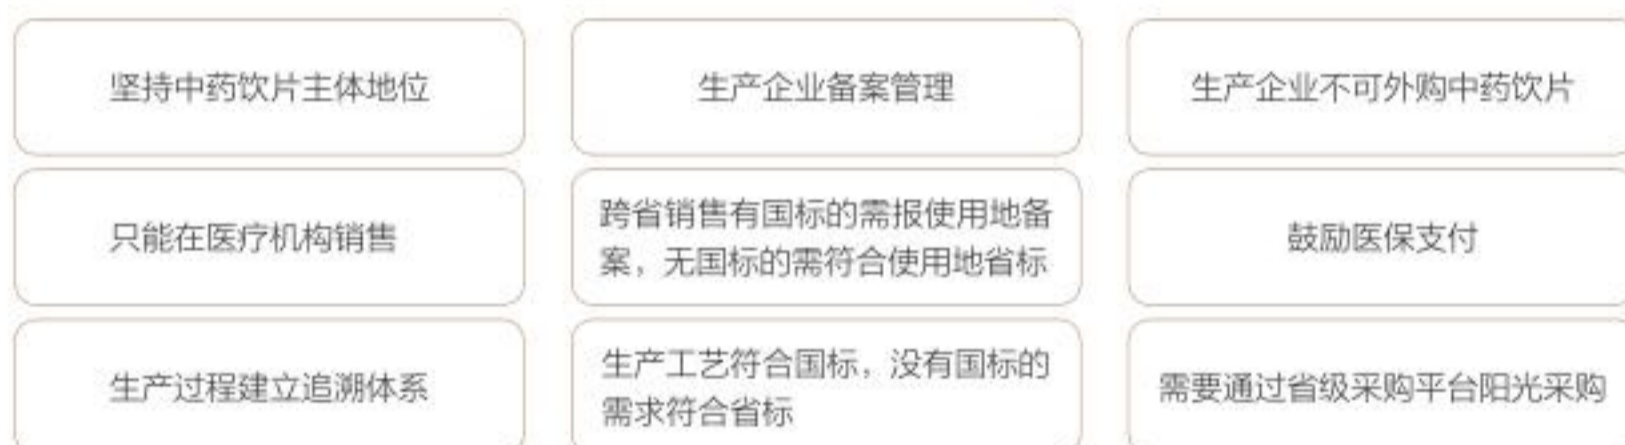 坚持中药饮片主体地位
生产企业备案管理
生产企业不可外购中药饮片
只能在医疗机构销售
跨省销售有国标的需报使用地备
案，无国标的需符合使用地省标
鼓励医保支付
生产过程建立追溯体系
生产工艺符合国标，没有国标的
需求符合省标
需要通过省级采购平台阳光采购